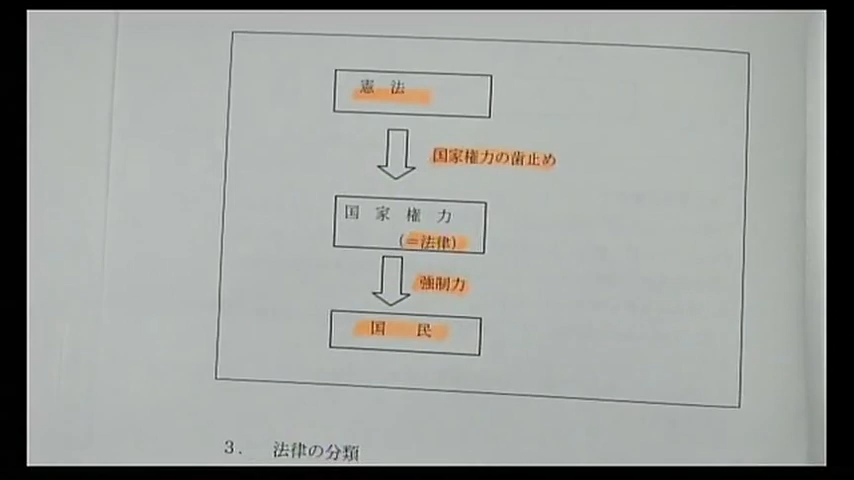 憲　法
国家権力の歯止め
国　家　権　力
（＝法律）
強制力
国　　民
３．　法律の分類